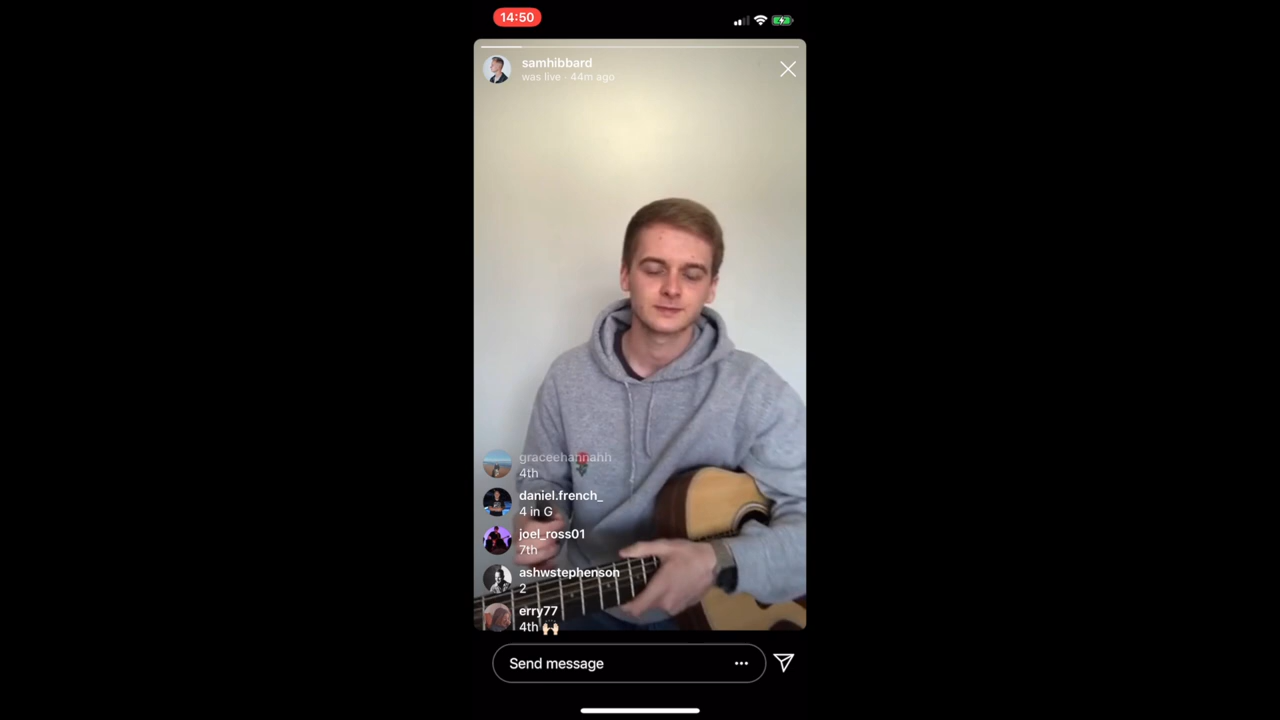 14:50
samhibbard
was live · 44m ago
graceehannahh
4th
daniel.french_
4 in G
joel_ross01
7th
ashwstephenson
2
erry77
4th 🙌🏻
Send message